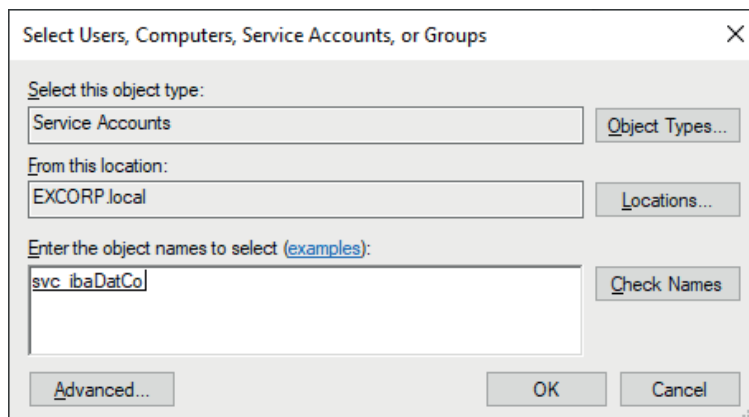 Select Users, Computers, Service Accounts, or Groups
Select this object type:
Service Accounts
Object Types...
From this location:
EXCORP.local
Locations...
Enter the object names to select (examples):
svc_ibaDatCo
Check Names
Advanced...
OK
Cancel